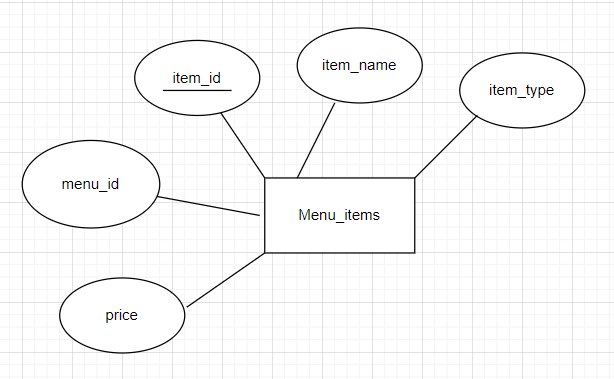 item_name
item_id
item_type
menu_id
Menu_items
price